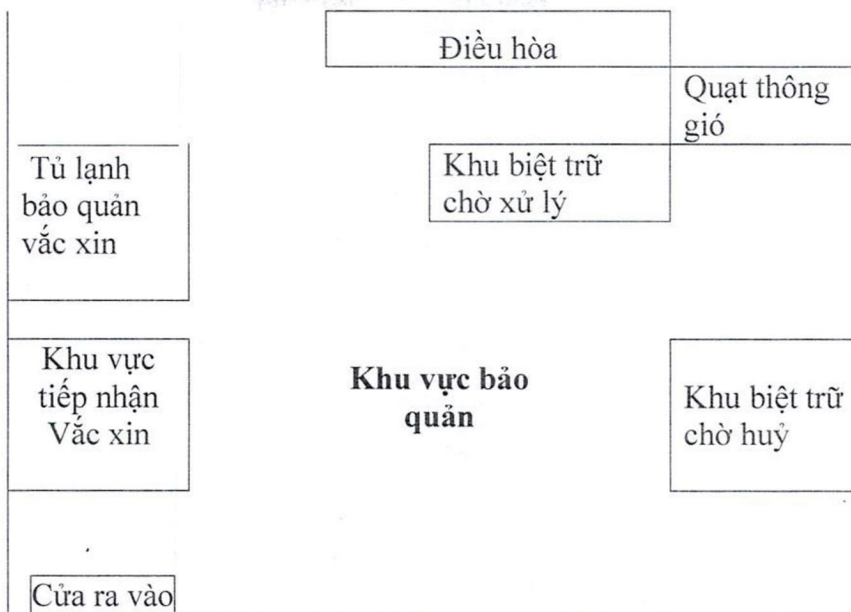 Điều hòa
Quạt thông
gió
Tủ lạnh
bảo quản
vắc xin
Khu biệt trữ
chờ xử lý
Khu vực
tiếp nhận
Vắc xin
Khu vực bảo
quản
Khu biệt trữ
chờ huỷ
Cửa ra vào